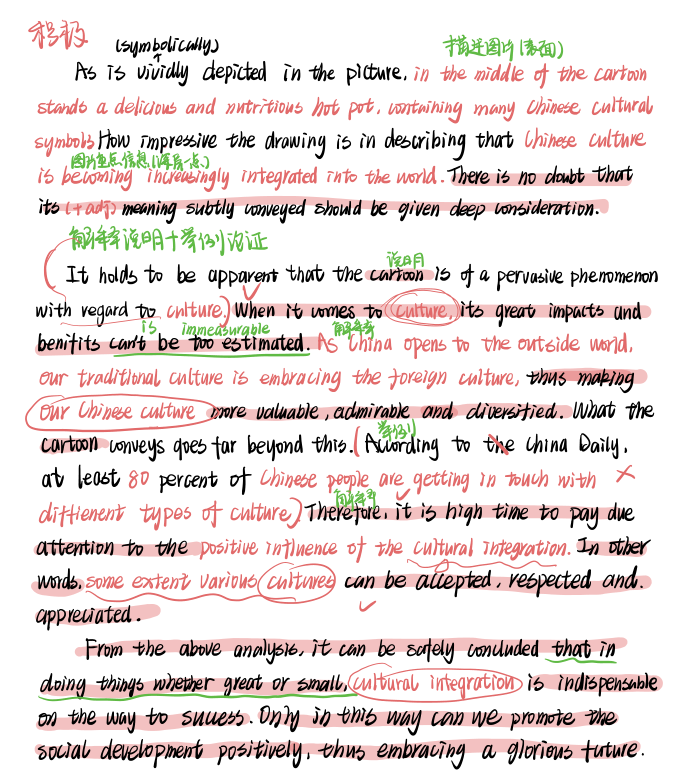 积极
(symbolically) 描述图片(表面)
As is vividly depicted in the picture, in the middle of the cartoon
stands a delicious and nutritious hot pot, containing many Chinese cultural
symbols. How impressive the drawing is in describing that Chinese culture
图片重点信息(深层一点)
is becoming increasingly integrated into the world. There is no doubt that
its (+adj) meaning subtly conveyed should be given deep consideration.
解释说明+举例论证
说明
It holds to be apparent that the cartoon is of a pervasive phenomenon
with regard to culture. When it comes to culture, its great impacts and
is immeasurable 解释
benifits can't be too estimated. As China opens to the outside world,
our traditional culture is embracing the foreign culture, thus making
our Chinese culture more valuable, admirable and diversified. What the
举例
cartoon conveys goes far beyond this. (According to the China Daily,
at least 80 percent of Chinese people are getting in touch with
解释
diffienent types of culture.) Therefore, it is high time to pay due
attention to the positive influence of the cultural integration. In other
words, some extent various cultures can be accepted, respected and
appreciated.
From the above analysis, it can be safely concluded that in
doing things whether great or small, cultural integration is indispensable
on the way to success. Only in this way can we promote the
social development positively, thus embracing a glorious future.